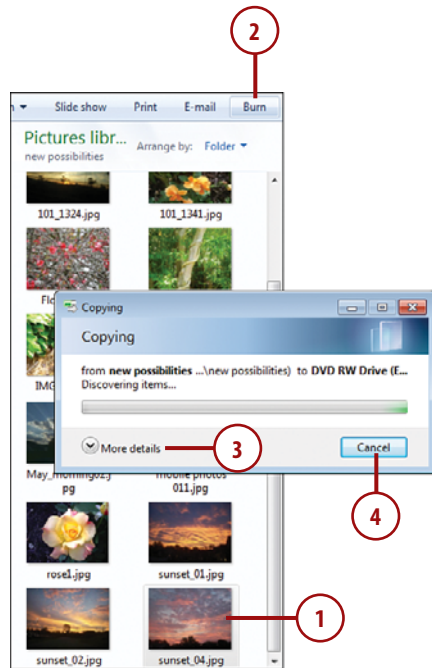 2
Slide show Print E-mail Burn
Pictures libr... Arrange by: Folder
new possibilities
101_1324.jpg 101_1341.jpg
Copying
Copying
from new possibilities ...\new possibilities) to DVD RW Drive (E...
Discovering items...
More details 3 Cancel
4
May_morning02.j
pg
mobile photos
011.jpg
rose1.jpg sunset_01.jpg
1
sunset_02.jpg sunset_04.jpg